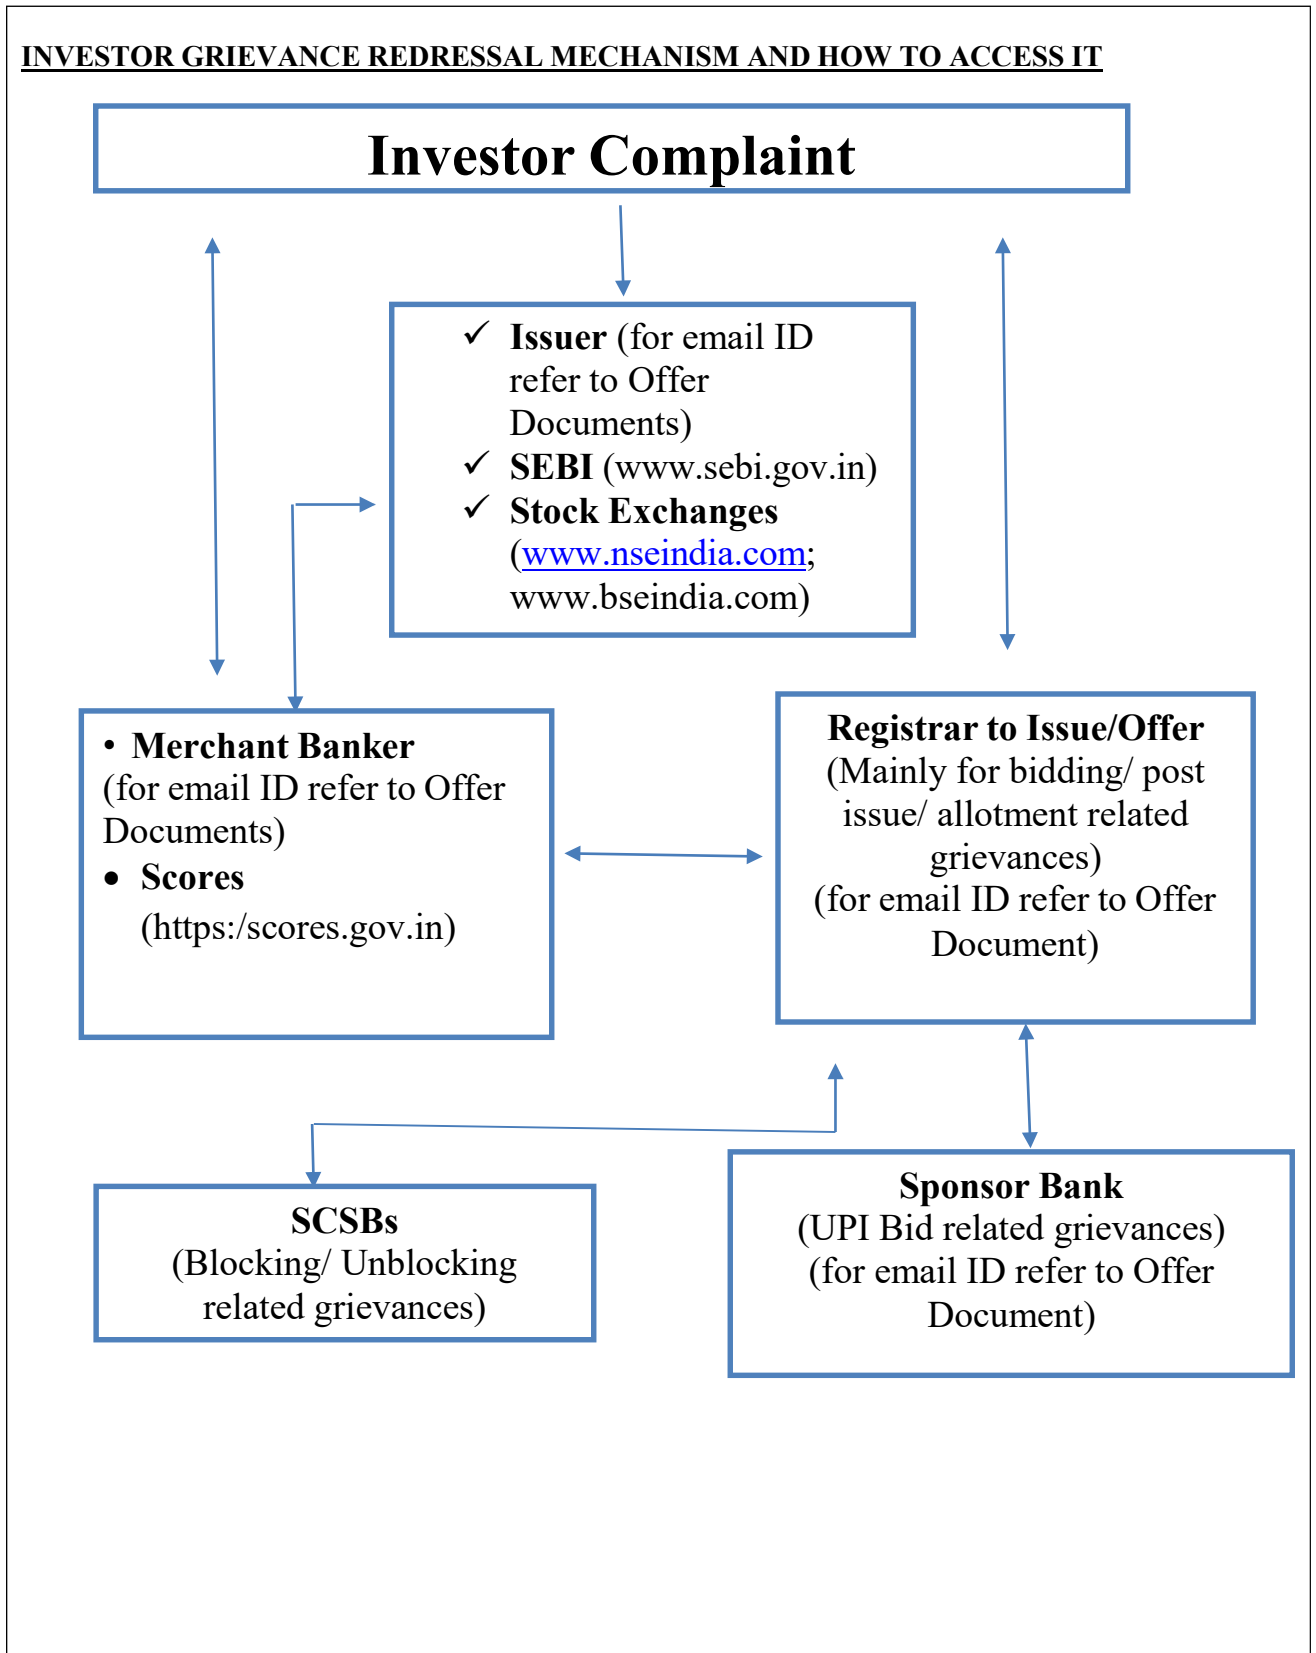 INVESTOR GRIEVANCE REDRESSAL MECHANISM AND HOW TO ACCESS IT
Investor Complaint
✓ Issuer (for email ID
refer to Offer
Documents)
✓ SEBI (www.sebi.gov.in)
✓ Stock Exchanges
(www.nseindia.com;
www.bseindia.com)
• Merchant Banker
(for email ID refer to Offer
Documents)
• Scores
(https:/scores.gov.in)
Registrar to Issue/Offer
(Mainly for bidding/ post
issue/ allotment related
grievances)
(for email ID refer to Offer
Document)
SCSBs
(Blocking/ Unblocking
related grievances)
Sponsor Bank
(UPI Bid related grievances)
(for email ID refer to Offer
Document)